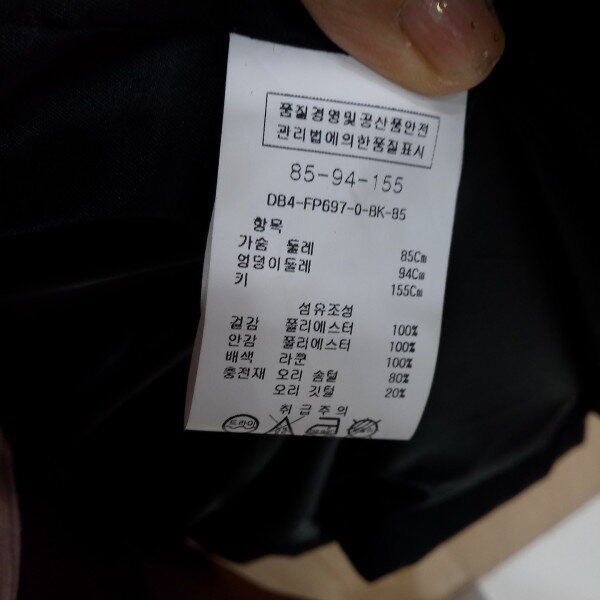 품질경영및공산품안전
관리법에의한품질표시
85-94-155
DB4-FP697-0-BK-85
항목
가슴 둘레 85Cm
엉덩이둘레 94Cm
키 155Cm
섬유조성
겉감 폴리에스터 100%
안감 폴리에스터 100%
배색 라쿤 100%
충전재 오리 솜털 80%
오리 깃털 20%
취급주의
드라이